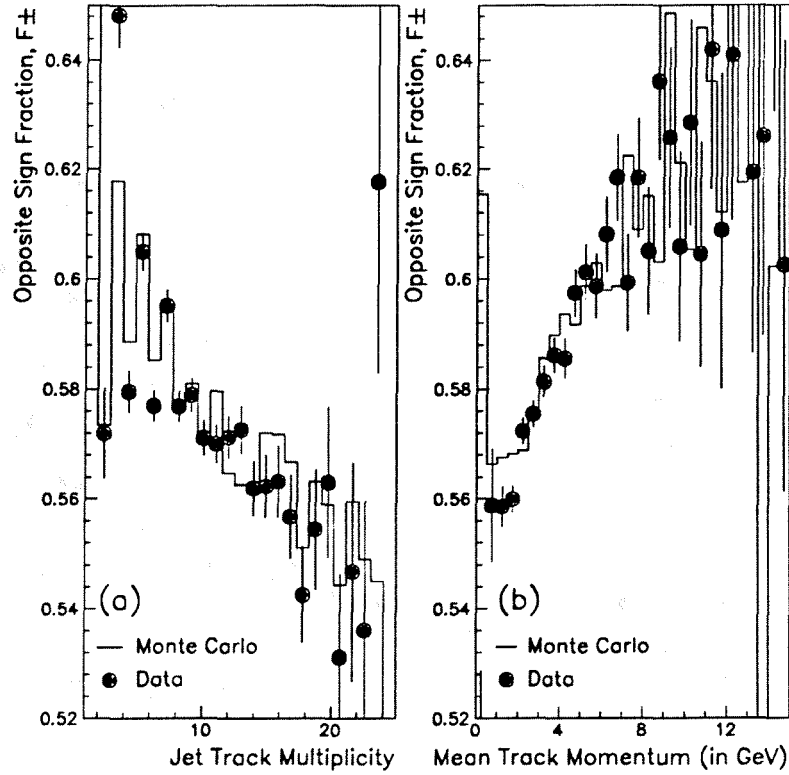 Opposite Sign Fraction, F±
0.64
0.62
0.6
0.58
0.56
0.54
0.52
(a)
Monte Carlo
Data
10
20
Jet Track Multiplicity
Opposite Sign Fraction, F±
0.64
0.62
0.6
0.58
0.56
0.54
0.52
(b)
Monte Carlo
Data
0
4
8
12
Mean Track Momentum (in GeV)